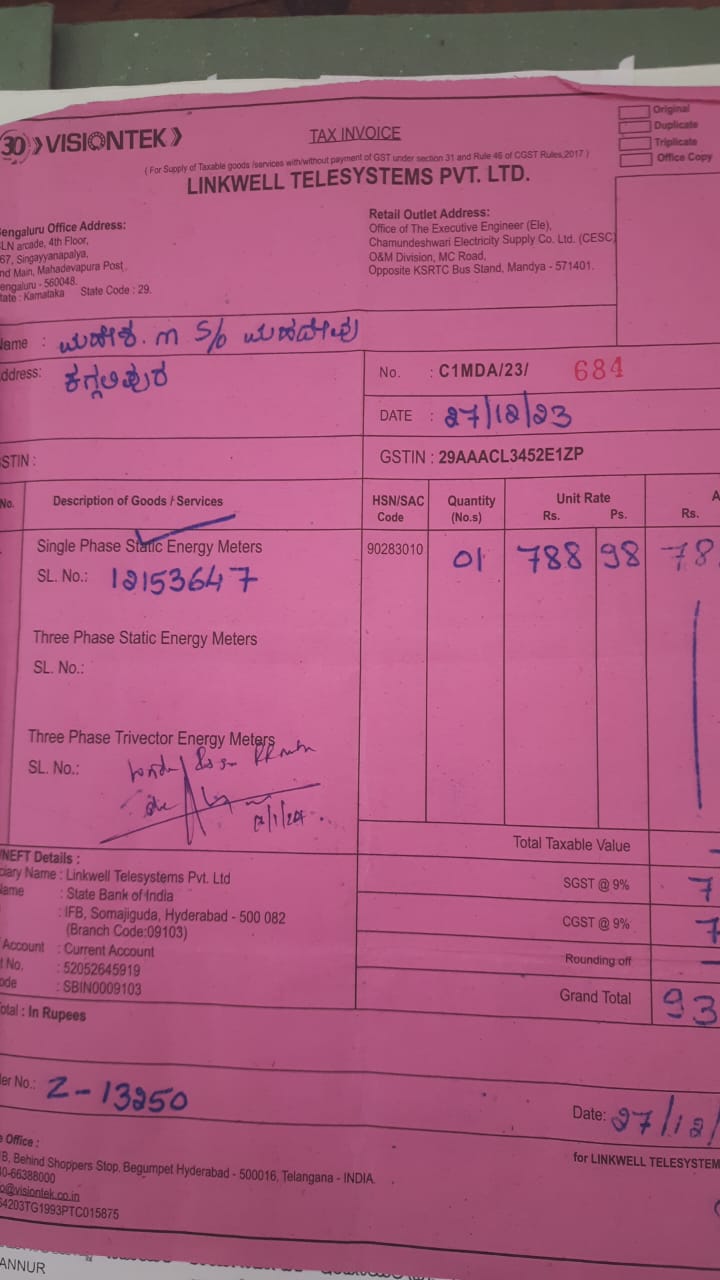 30 VISIONTEK
TAX INVOICE
Original
Duplicate
Triplicate
Office Copy
( For Supply of Taxable goods /services with/without payment of GST under section 31 and Rule 46 of CGST Rules,2017 )
LINKWELL TELESYSTEMS PVT. LTD.
engaluru Office Address:
LN arcade, 4th Floor,
67, Singayyanapalya,
nd Main, Mahadevapura Post,
engaluru - 560048.
tate : Karnataka State Code : 29.
Retail Outlet Address:
Office of The Executive Engineer (Ele),
Chamundeshwari Electricity Supply Co. Ltd. (CESC)
O&M Division, MC Road,
Opposite KSRTC Bus Stand, Mandya - 571401.
ame : m S/o
ddress:
No. : C1MDA/23/ 684
DATE : 27/12/23
STIN :
GSTIN : 29AAACL3452E1ZP
No. Description of Goods / Services HSN/SAC Code Quantity (No.s) Unit Rate Rs. Ps. A Rs.
Single Phase Static Energy Meters 90283010 01 788 98 78
SL. No.: 12153647
Three Phase Static Energy Meters
SL. No.:
Three Phase Trivector Energy Meters
SL. No.:
Total Taxable Value
SGST @ 9% 7
CGST @ 9% 7
Rounding off
Grand Total 93
NEFT Details :
ciary Name : Linkwell Telesystems Pvt. Ltd
ame : State Bank of India
: IFB, Somajiguda, Hyderabad - 500 082
(Branch Code:09103)
Account : Current Account
t No. : 52052645919
ode : SBIN0009103
otal : In Rupees
er No.: Z-13250
Date: 27/12/
for LINKWELL TELESYSTEM
Office :
B, Behind Shoppers Stop, Begumpet Hyderabad - 500016, Telangana - INDIA.
40-66388000
o@visiontek.co.in
64203TG1993PTC015875
ANNUR